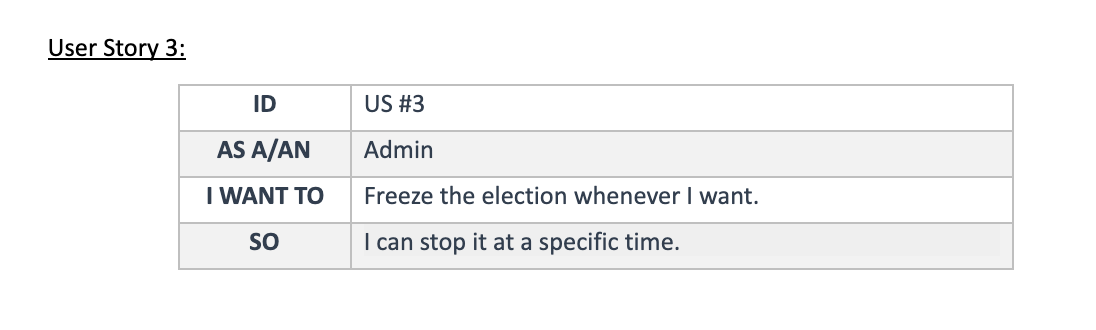 User Story 3:
ID US #3
AS A/AN Admin
I WANT TO Freeze the election whenever I want.
SO I can stop it at a specific time.